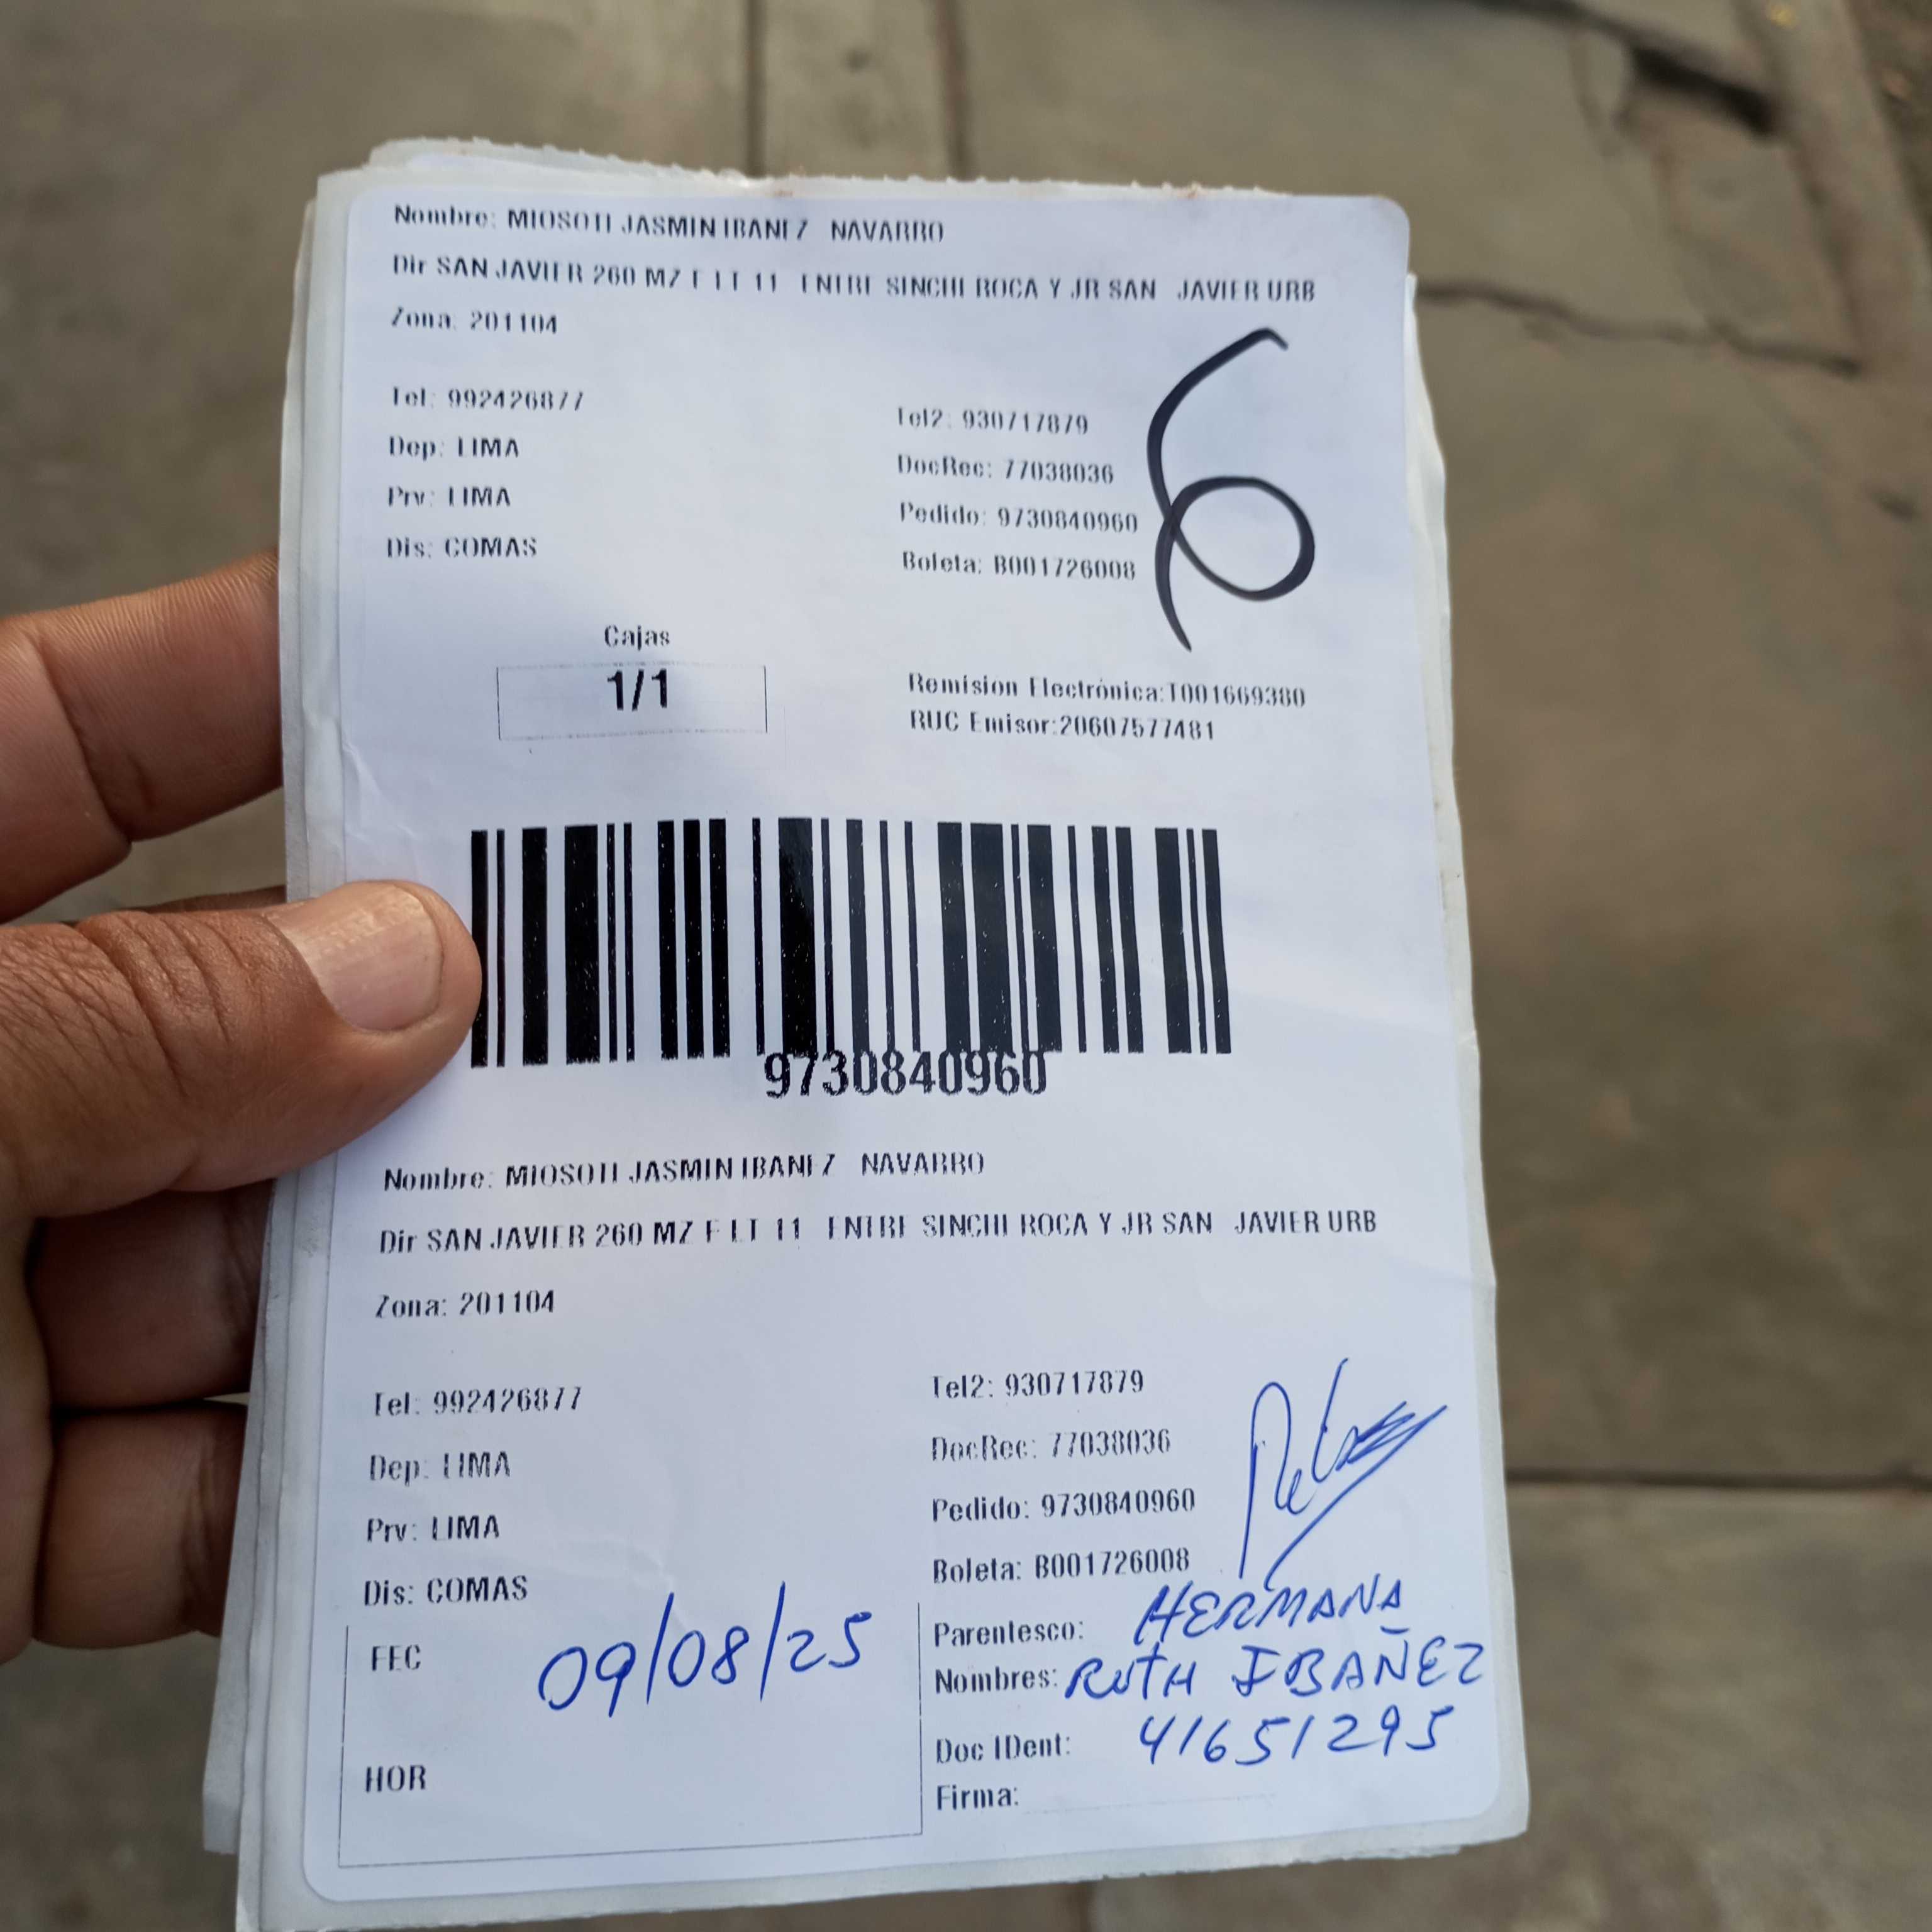 Nombre: MIOSOTI JASMIN IBANEZ NAVARRO
Dir SAN JAVIER 260 MZ F LT 11 ENTRE SINCHI ROCA Y JR SAN JAVIER URB
Zona: 201104
6
Tel: 992426877 Tel2: 930717879
Dep: LIMA DocRec: 77038036
Prv: LIMA Pedido: 9730840960
Dis: COMAS Boleta: B001726008
Cajas
1/1
Remision Electrónica:T001669380
RUC Emisor:20607577481
9730840960
Nombre: MIOSOTI JASMIN IBANEZ NAVARRO
Dir SAN JAVIER 260 MZ F LT 11 ENTRE SINCHI ROCA Y JR SAN JAVIER URB
Zona: 201104
Tel: 992426877 Tel2: 930717879
Dep: LIMA DocRec: 77038036
Prv: LIMA Pedido: 9730840960
Dis: COMAS Boleta: B001726008
FEC 09/08/25
HOR
Parentesco: HERMANA
Nombres: RUTH IBAÑEZ
Doc IDent: 41651295
Firma: